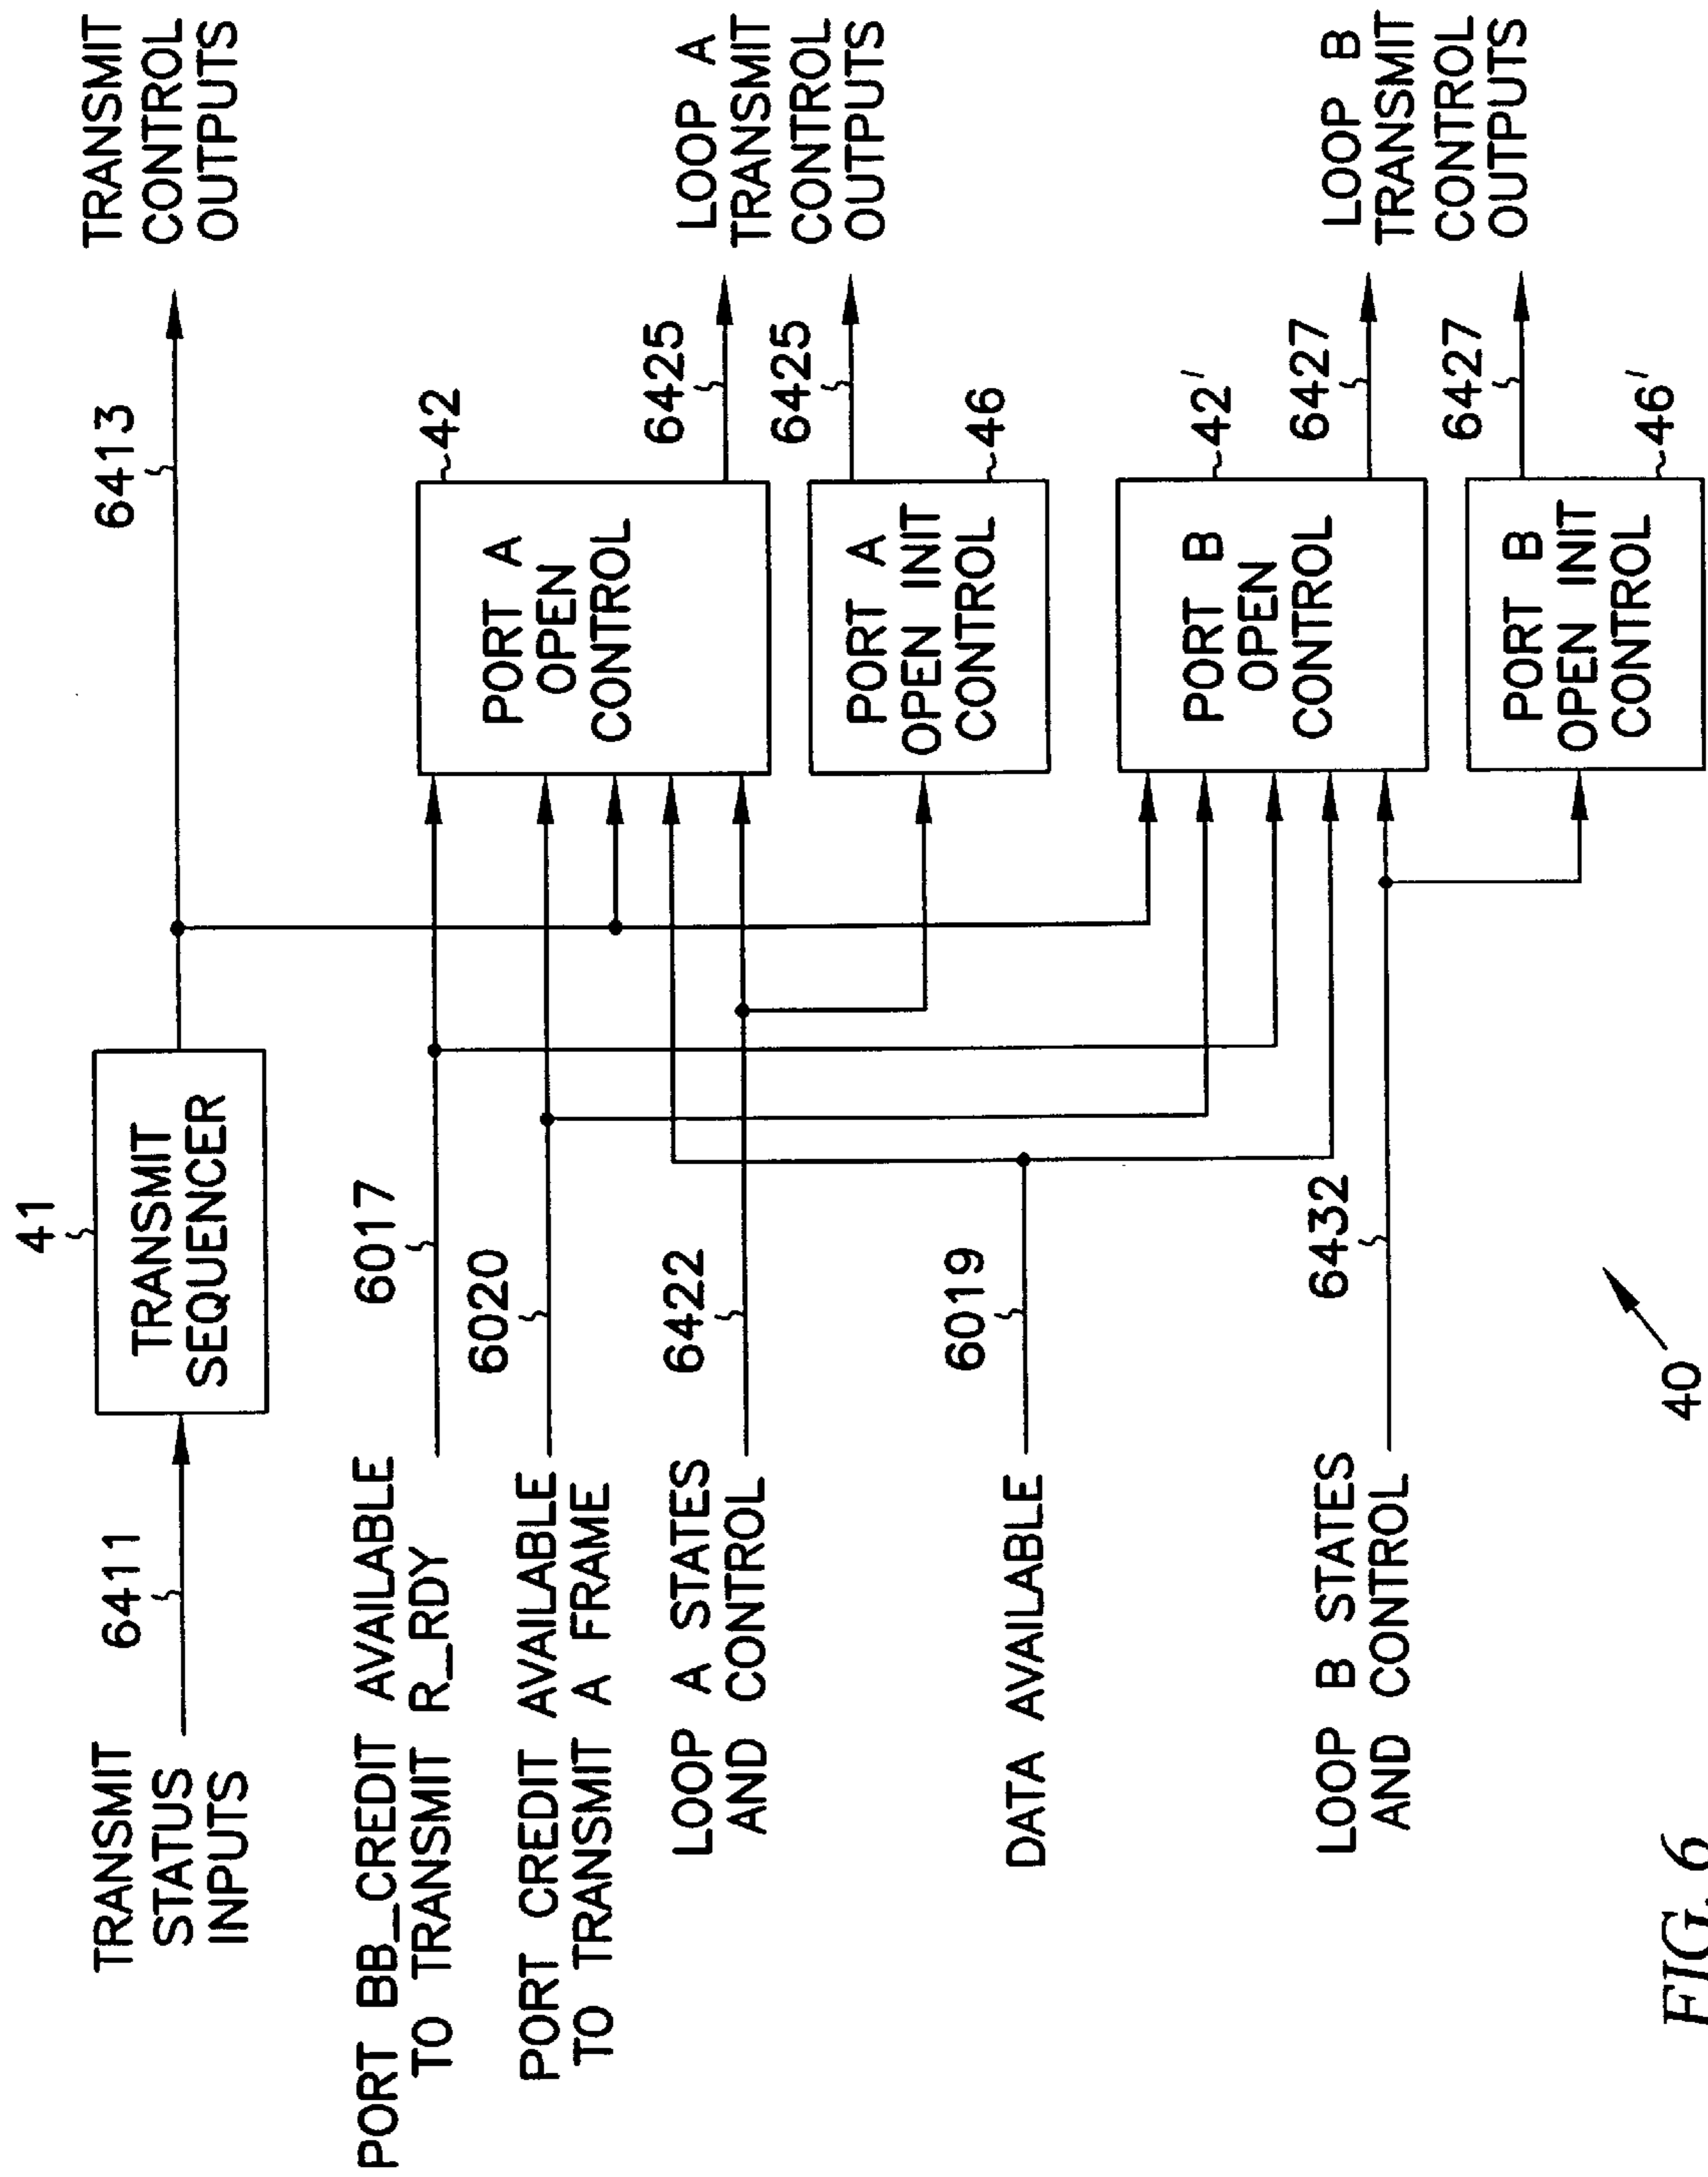 TRANSMIT
STATUS
INPUTS
6411
41
TRANSMIT
SEQUENCER
6413
TRANSMIT
CONTROL
OUTPUTS
PORT BB_CREDIT AVAILABLE
TO TRANSMIT R_RDY
6017
PORT CREDIT AVAILABLE
TO TRANSMIT A FRAME
6020
LOOP A STATES
AND CONTROL
6422
DATA AVAILABLE
6019
LOOP B STATES
AND CONTROL
6432
PORT A
OPEN
CONTROL
42
6425
PORT A
OPEN INIT
CONTROL
46
6425
LOOP A
TRANSMIT
CONTROL
OUTPUTS
PORT B
OPEN
CONTROL
42'
6427
PORT B
OPEN INIT
CONTROL
46'
6427
LOOP B
TRANSMIT
CONTROL
OUTPUTS
40
FIG. 6